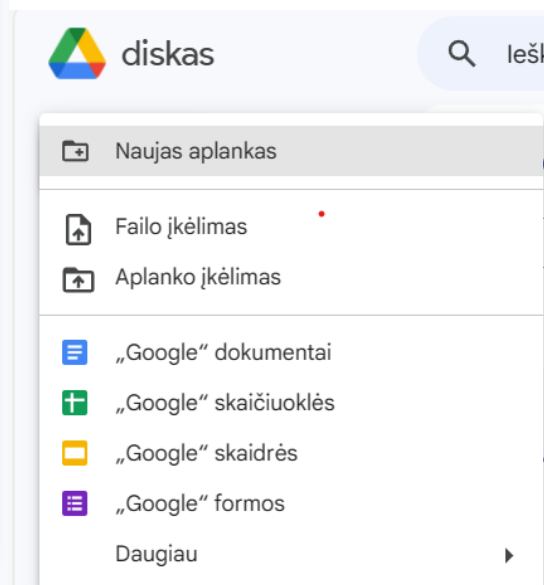 diskas
Iešk
Naujas aplankas
Failo įkėlimas
Aplanko įkėlimas
„Google“ dokumentai
„Google“ skaičiuoklės
„Google“ skaidrės
„Google“ formos
Daugiau